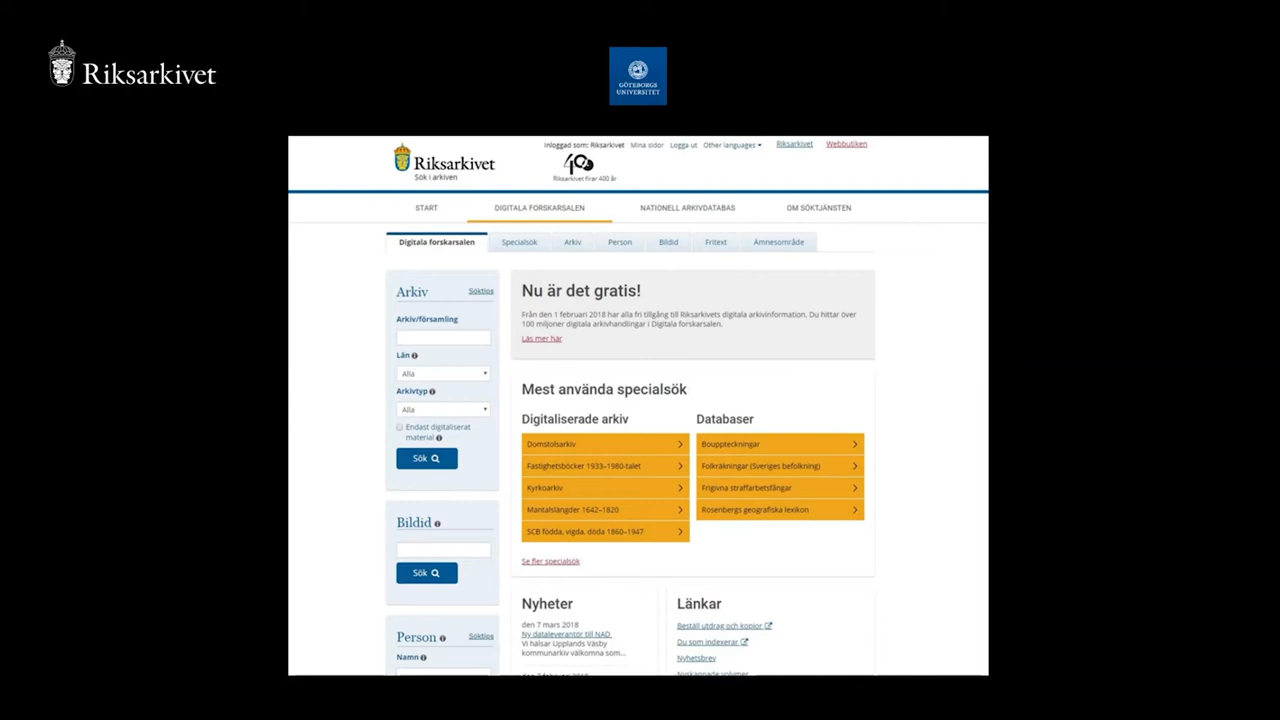 Riksarkivet
GÖTEBORGS
UNIVERSITET
Riksarkivet
Sök i arkiven
Inloggad som: Riksarkivet Mina sidor Logga ut Other languages
Riksarkivet Webbutiken
400
Riksarkivet firar 400 år
START DIGITALA FORSKARSALEN NATIONELL ARKIVDATABAS OM SÖKTJÄNSTEN
Digitala forskarsalen Specialsök Arkiv Person Bildid Fritext Ämnesområde
Arkiv Söktips
Arkiv/församling
Län
Alla
Arkivtyp
Alla
Endast digitaliserat
material
Sök
Bildid
Sök
Person Söktips
Namn
Nu är det gratis!
Från den 1 februari 2018 har alla fri tillgång till Riksarkivets digitala arkivinformation. Du hittar över
100 miljoner digitala arkivhandlingar i Digitala forskarsalen.
Läs mer här
Mest använda specialsök
Digitaliserade arkiv
Domstolsarkiv
Fastighetsböcker 1933–1980-talet
Kyrkoarkiv
Mantalslängder 1642–1820
SCB födda, vigda, döda 1860–1947
Databaser
Bouppteckningar
Folkräkningar (Sveriges befolkning)
Frigivna straffarbetsfångar
Rosenbergs geografiska lexikon
Se fler specialsök
Nyheter
den 7 mars 2018
Ny dataleverantör till NAD
Vi hälsar Upplands Väsby
kommunarkiv välkomna som...
Länkar
Beställ utdrag och kopior
Du som indexerar
Nyhetsbrev